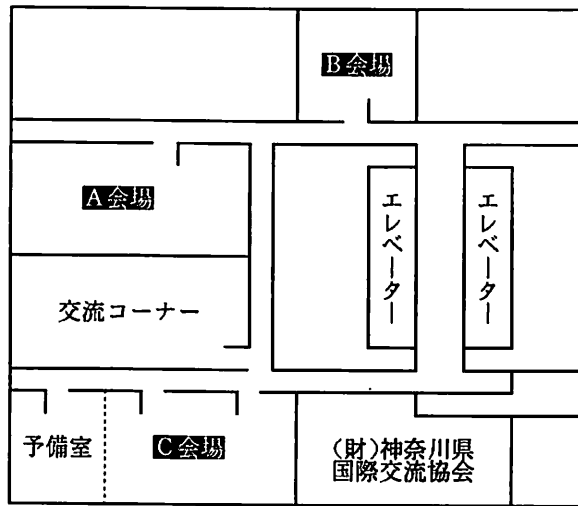 B会場
A会場
エレベーター
エレベーター
交流コーナー
予備室
C会場
(財)神奈川県
国際交流協会